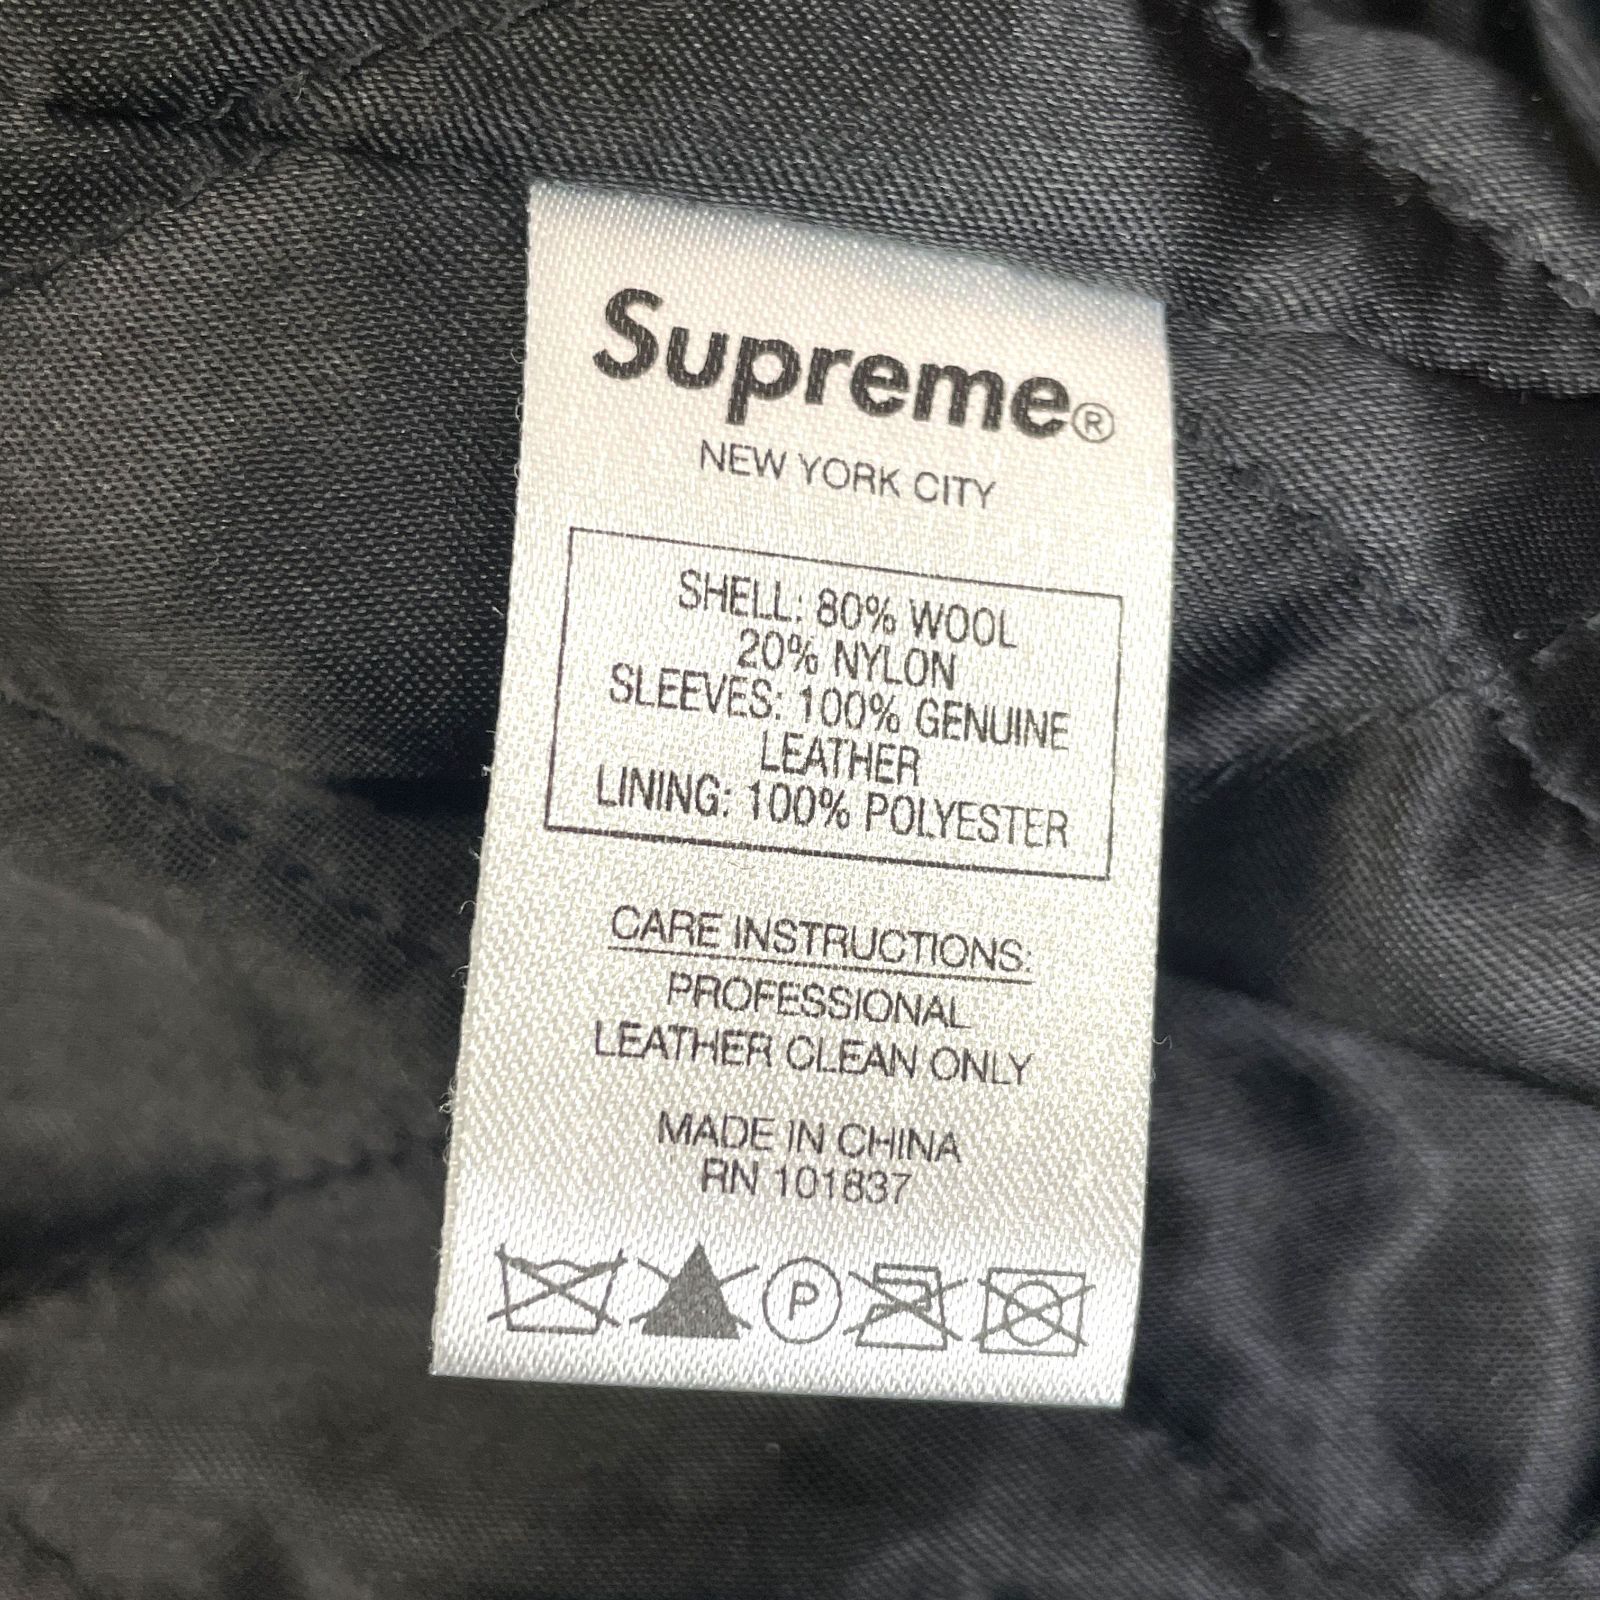 Supreme®
NEW YORK CITY
SHELL: 80% WOOL
20% NYLON
SLEEVES: 100% GENUINE
LEATHER
LINING: 100% POLYESTER
CARE INSTRUCTIONS:
PROFESSIONAL
LEATHER CLEAN ONLY
MADE IN CHINA
RN 101837
P